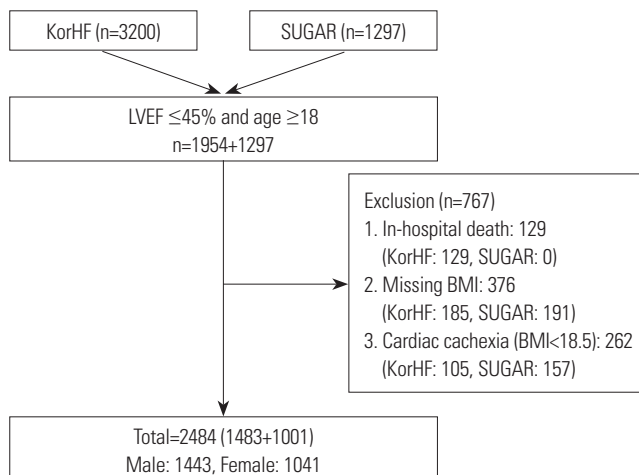 KorHF (n=3200)
SUGAR (n=1297)
LVEF ≤45% and age ≥18
n=1954+1297
Exclusion (n=767)
1. In-hospital death: 129
(KorHF: 129, SUGAR: 0)
2. Missing BMI: 376
(KorHF: 185, SUGAR: 191)
3. Cardiac cachexia (BMI<18.5): 262
(KorHF: 105, SUGAR: 157)
Total=2484 (1483+1001)
Male: 1443, Female: 1041